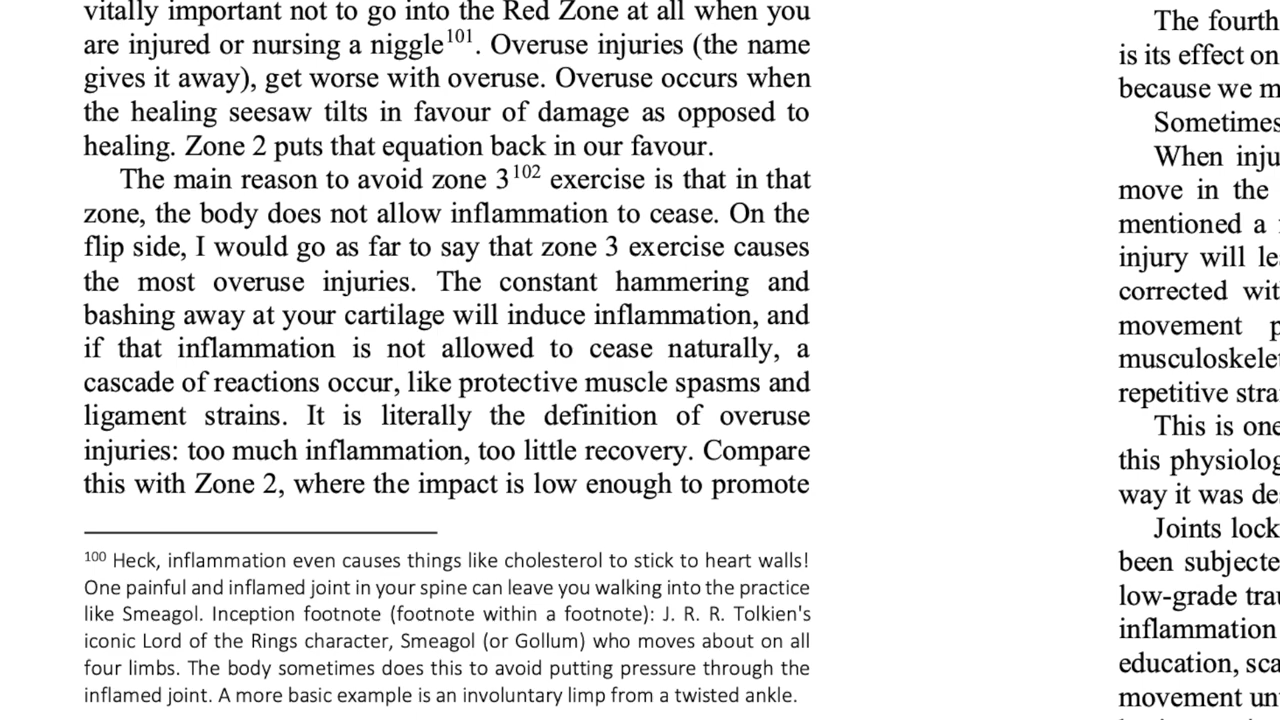 vitally important not to go into the Red Zone at all when you
are injured or nursing a niggle101. Overuse injuries (the name
gives it away), get worse with overuse. Overuse occurs when
the healing seesaw tilts in favour of damage as opposed to
healing. Zone 2 puts that equation back in our favour.
The main reason to avoid zone 3102 exercise is that in that
zone, the body does not allow inflammation to cease. On the
flip side, I would go as far to say that zone 3 exercise causes
the most overuse injuries. The constant hammering and
bashing away at your cartilage will induce inflammation, and
if that inflammation is not allowed to cease naturally, a
cascade of reactions occur, like protective muscle spasms and
ligament strains. It is literally the definition of overuse
injuries: too much inflammation, too little recovery. Compare
this with Zone 2, where the impact is low enough to promote
100 Heck, inflammation even causes things like cholesterol to stick to heart walls!
One painful and inflamed joint in your spine can leave you walking into the practice
like Smeagol. Inception footnote (footnote within a footnote): J. R. R. Tolkien's
iconic Lord of the Rings character, Smeagol (or Gollum) who moves about on all
four limbs. The body sometimes does this to avoid putting pressure through the
inflamed joint. A more basic example is an involuntary limp from a twisted ankle.
The fourth
is its effect on
because we m
Sometimes
When inju
move in the
mentioned a
injury will le
corrected wit
movement p
musculoskele
repetitive stra
This is one
this physiolog
way it was de
Joints lock
been subjecte
low-grade trau
inflammation
education, sca
movement un